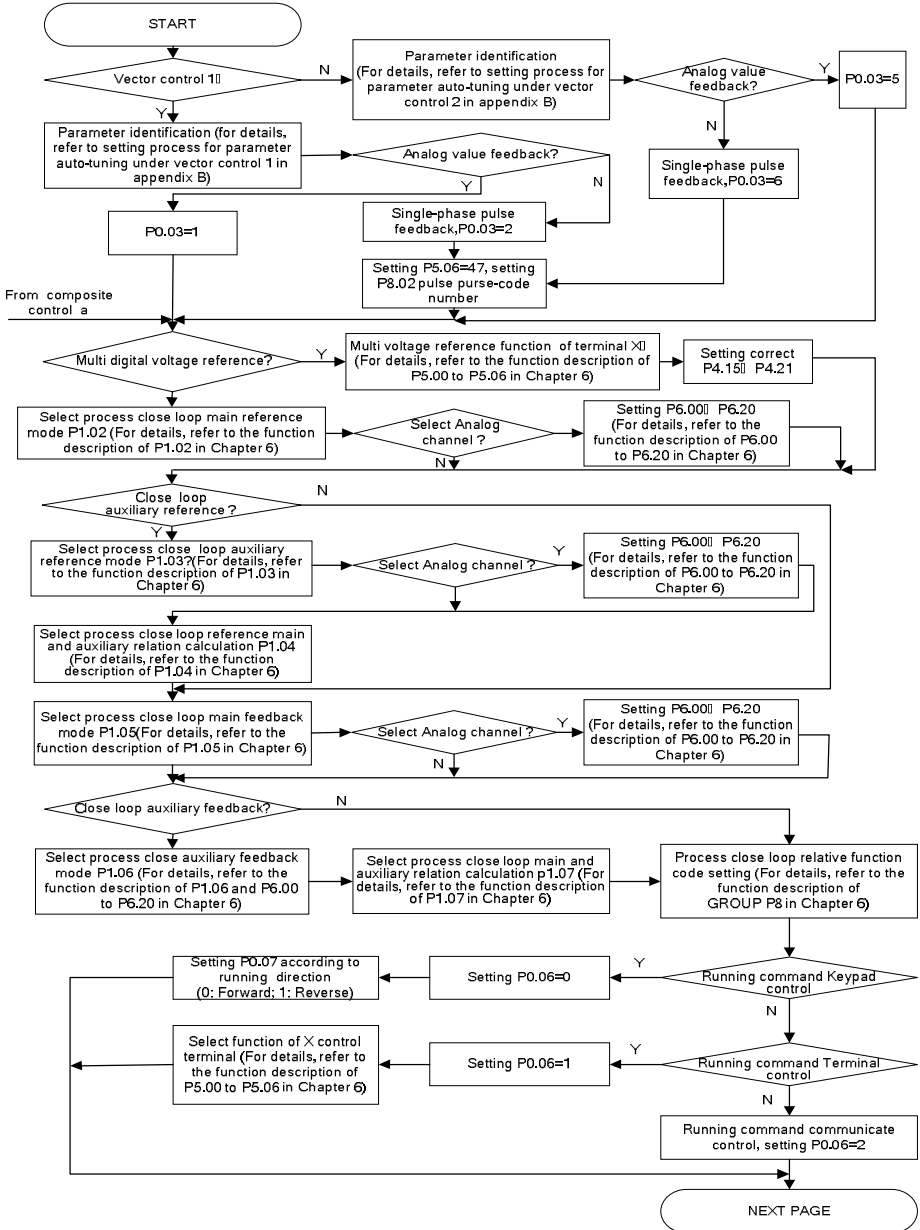 START
Vector control 1
N
Parameter identification
(For details, refer to setting process for
parameter auto-tuning under vector
control 2 in appendix B)
Analog value
feedback?
Y
P0.03=5
Y
Parameter identification (for details,
refer to setting process for parameter
auto-tuning under vector control 1 in
appendix B)
Analog value feedback?
N
Single-phase pulse
feedback,P0.03=6
Y
N
P0.03=1
Single-phase pulse
feedback,P0.03=2
Setting P5.06=47, setting
P8.02 pulse purse-code
number
From composite
control a
Multi digital voltage reference?
Y
Multi voltage reference function of terminal X
(For details, refer to the function description of
P5.00 to P5.06 in Chapter 6)
Setting correct
P4.15 P4.21
Select process close loop main reference
mode P1.02 (For details, refer to the function
description of P1.02 in Chapter 6)
Select Analog
channel ?
N
Setting P6.00 P6.20
(For details, refer to the
function description of P6.00
to P6.20 in Chapter 6)
Close loop
auxiliary reference ?
N
Y
Select process close loop auxiliary
reference mode P1.03?(For details, refer
to the function description of P1.03 in
Chapter 6)
Select Analog channel ?
Y
Setting P6.00 P6.20
(For details, refer to the function
description of P6.00 to P6.20 in
Chapter 6)
Select process close loop reference main
and auxiliary relation calculation P1.04
(For details, refer to the function
description of P1.04 in Chapter 6)
Select process close loop main feedback
mode P1.05(For details, refer to the
function description of P1.05 in Chapter 6)
Select Analog channel ?
Y
N
Setting P6.00 P6.20
(For details, refer to the function
description of P6.00 to P6.20 in
Chapter 6)
Close loop auxiliary feedback?
N
Select process close auxiliary feedback
mode P1.06 (For details, refer to the
function description of P1.06 and P6.00
to P6.20 in Chapter 6)
Select process close loop main and
auxiliary relation calculation p1.07 (For
details, refer to the function description
of P1.07 in Chapter 6)
Process close loop relative function
code setting (For details, refer to the
function description of
GROUP P8 in Chapter 6)
Setting P0.07 according to
running direction
(0: Forward; 1: Reverse)
Setting P0.06=0
Y
Running command Keypad
control
N
Select function of X control
terminal (For details, refer to
the function description of
P5.00 to P5.06 in Chapter 6)
Setting P0.06=1
Y
Running command Terminal
control
N
Running command communicate
control, setting P0.06=2
NEXT PAGE